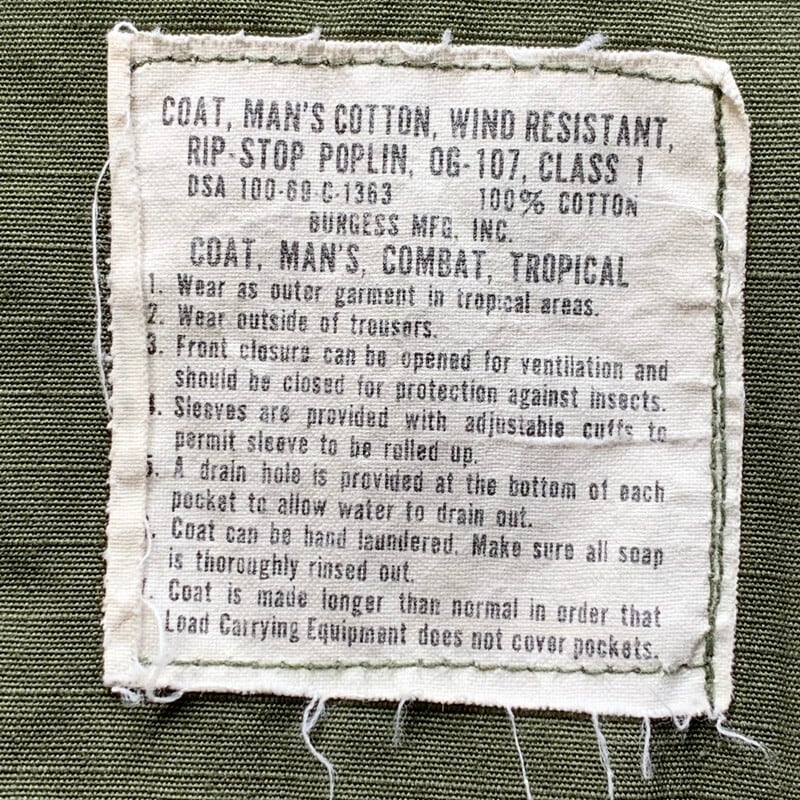 COAT, MAN'S COTTON, WIND RESISTANT,
RIP-STOP POPLIN, OG-107, CLASS 1
DSA 100-69-C-1363 100% COTTON
BURGESS MFG. INC.
COAT, MAN'S, COMBAT, TROPICAL
1. Wear as outer garment in tropical areas.
2. Wear outside of trousers.
3. Front closure can be opened for ventilation and
should be closed for protection against insects.
4. Sleeves are provided with adjustable cuffs to
permit sleeve to be rolled up.
5. A drain hole is provided at the bottom of each
pocket to allow water to drain out.
. Coat can be hand laundered. Make sure all soap
is thoroughly rinsed out.
. Coat is made longer than normal in order that
Load Carrying Equipment does not cover pockets.